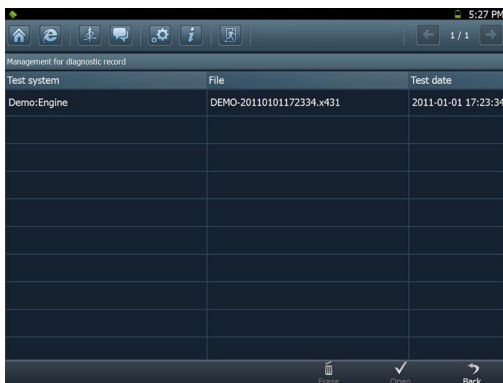 5:27 PM
1 / 1
Management for diagnostic record
Test system File Test date
Demo:Engine DEMO-20110101172334.x431 2011-01-01 17:23:34
Erase Open Back